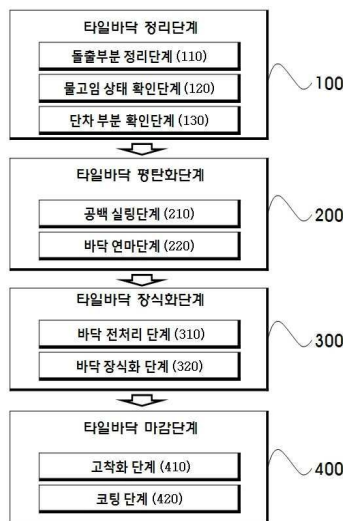 타일바닥 정리단계
돌출부분 정리단계(110)
물고임 상태 확인단계(120)
단차 부분 확인단계(130)
100
타일바닥 평탄화단계
공백 실링단계(210)
바닥 연마단계(220)
200
타일바닥 장식화단계
바닥 전처리 단계(310)
바닥 장식화 단계(320)
300
타일바닥 마감단계
고착화 단계(410)
코팅 단계(420)
400